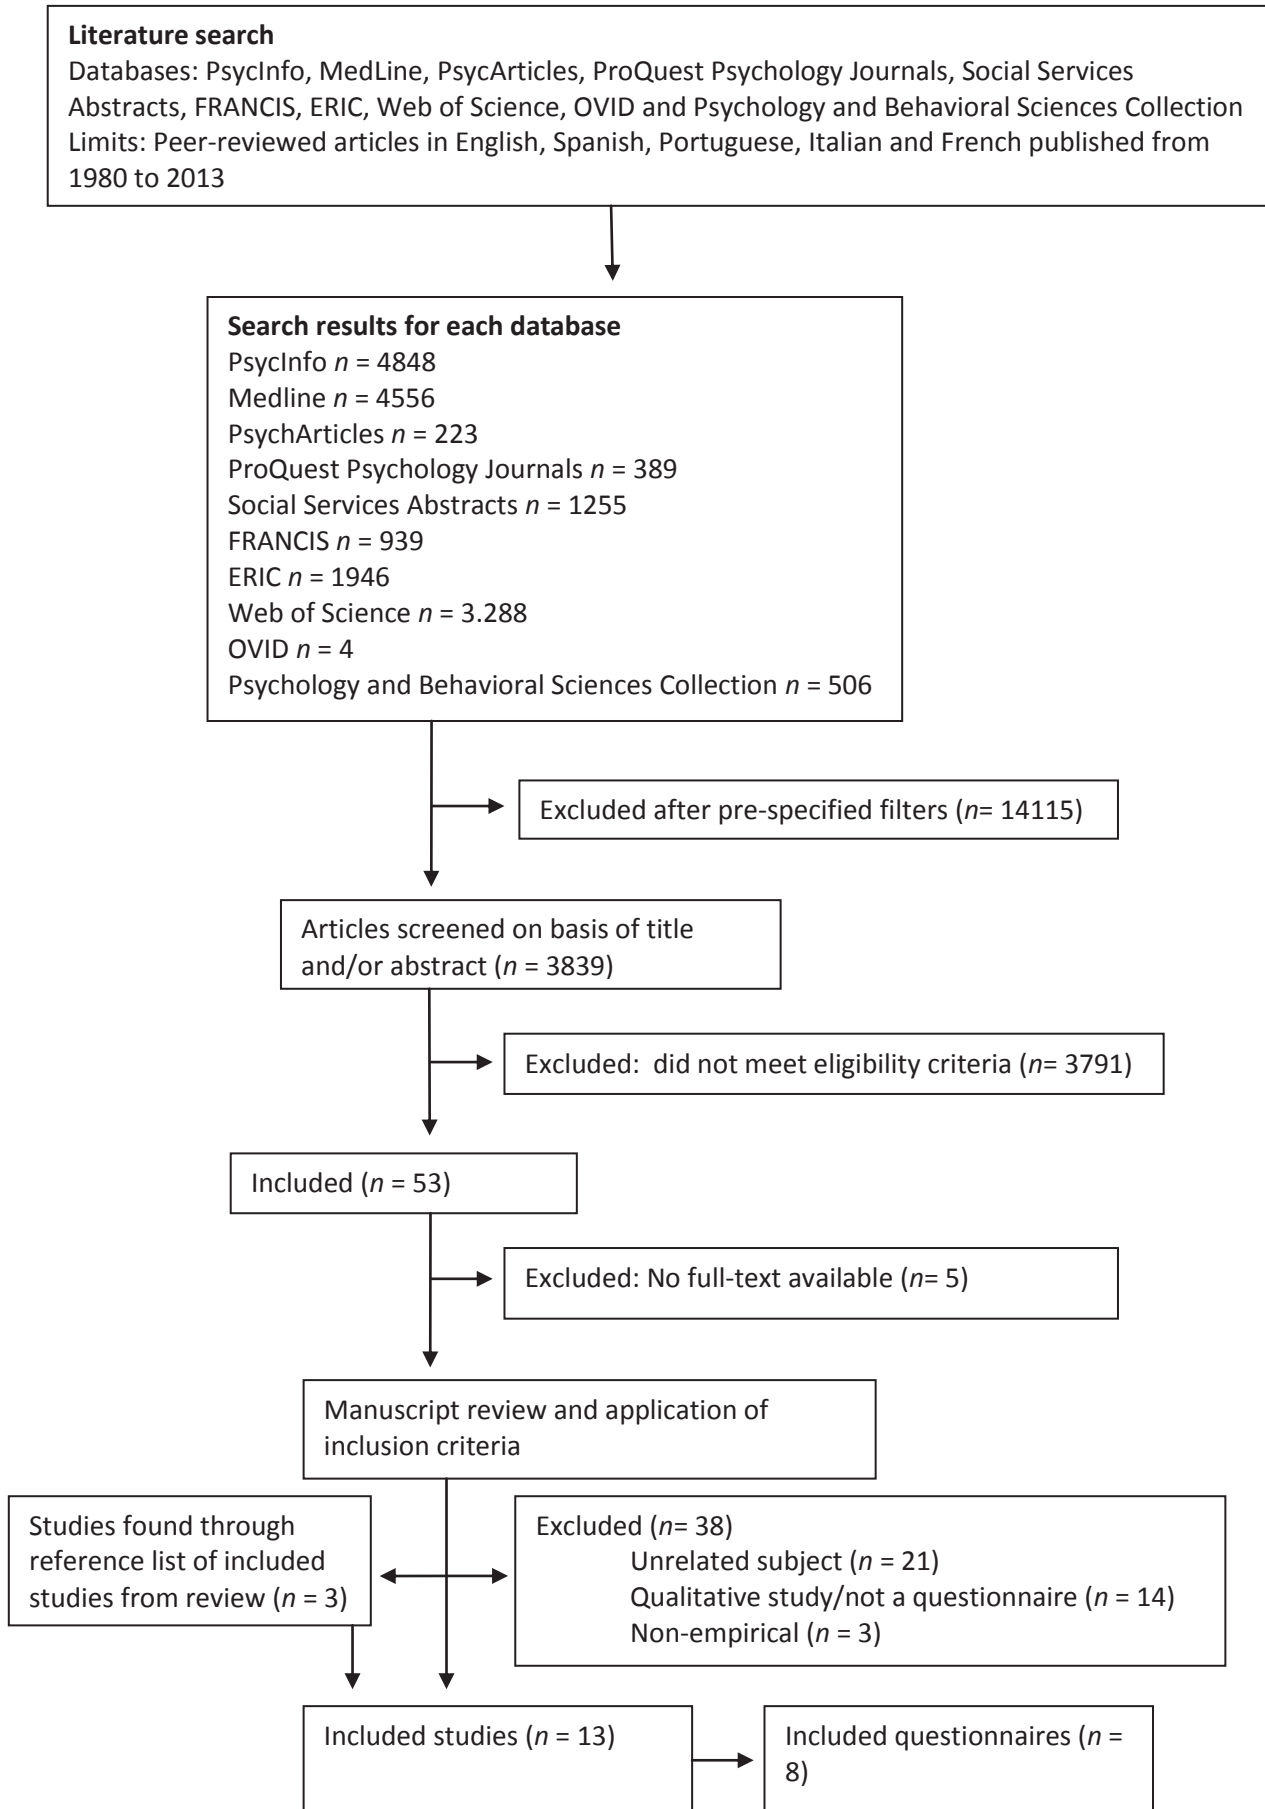 Literature search
Databases: PsycInfo, MedLine, PsycArticles, ProQuest Psychology Journals, Social Services
Abstracts, FRANCIS, ERIC, Web of Science, OVID and Psychology and Behavioral Sciences Collection
Limits: Peer-reviewed articles in English, Spanish, Portuguese, Italian and French published from
1980 to 2013
Search results for each database
PsycInfo n = 4848
Medline n = 4556
PsychArticles n = 223
ProQuest Psychology Journals n = 389
Social Services Abstracts n = 1255
FRANCIS n = 939
ERIC n = 1946
Web of Science n = 3.288
OVID n = 4
Psychology and Behavioral Sciences Collection n = 506
Excluded after pre-specified filters (n= 14115)
Articles screened on basis of title
and/or abstract (n = 3839)
Excluded:  did not meet eligibility criteria (n= 3791)
Included (n = 53)
Excluded: No full-text available (n= 5)
Manuscript review and application of
inclusion criteria
Studies found through
reference list of included
studies from review (n = 3)
Excluded (n= 38)
Unrelated subject (n = 21)
Qualitative study/not a questionnaire (n = 14)
Non-empirical (n = 3)
Included studies (n = 13)
Included questionnaires (n =
8)